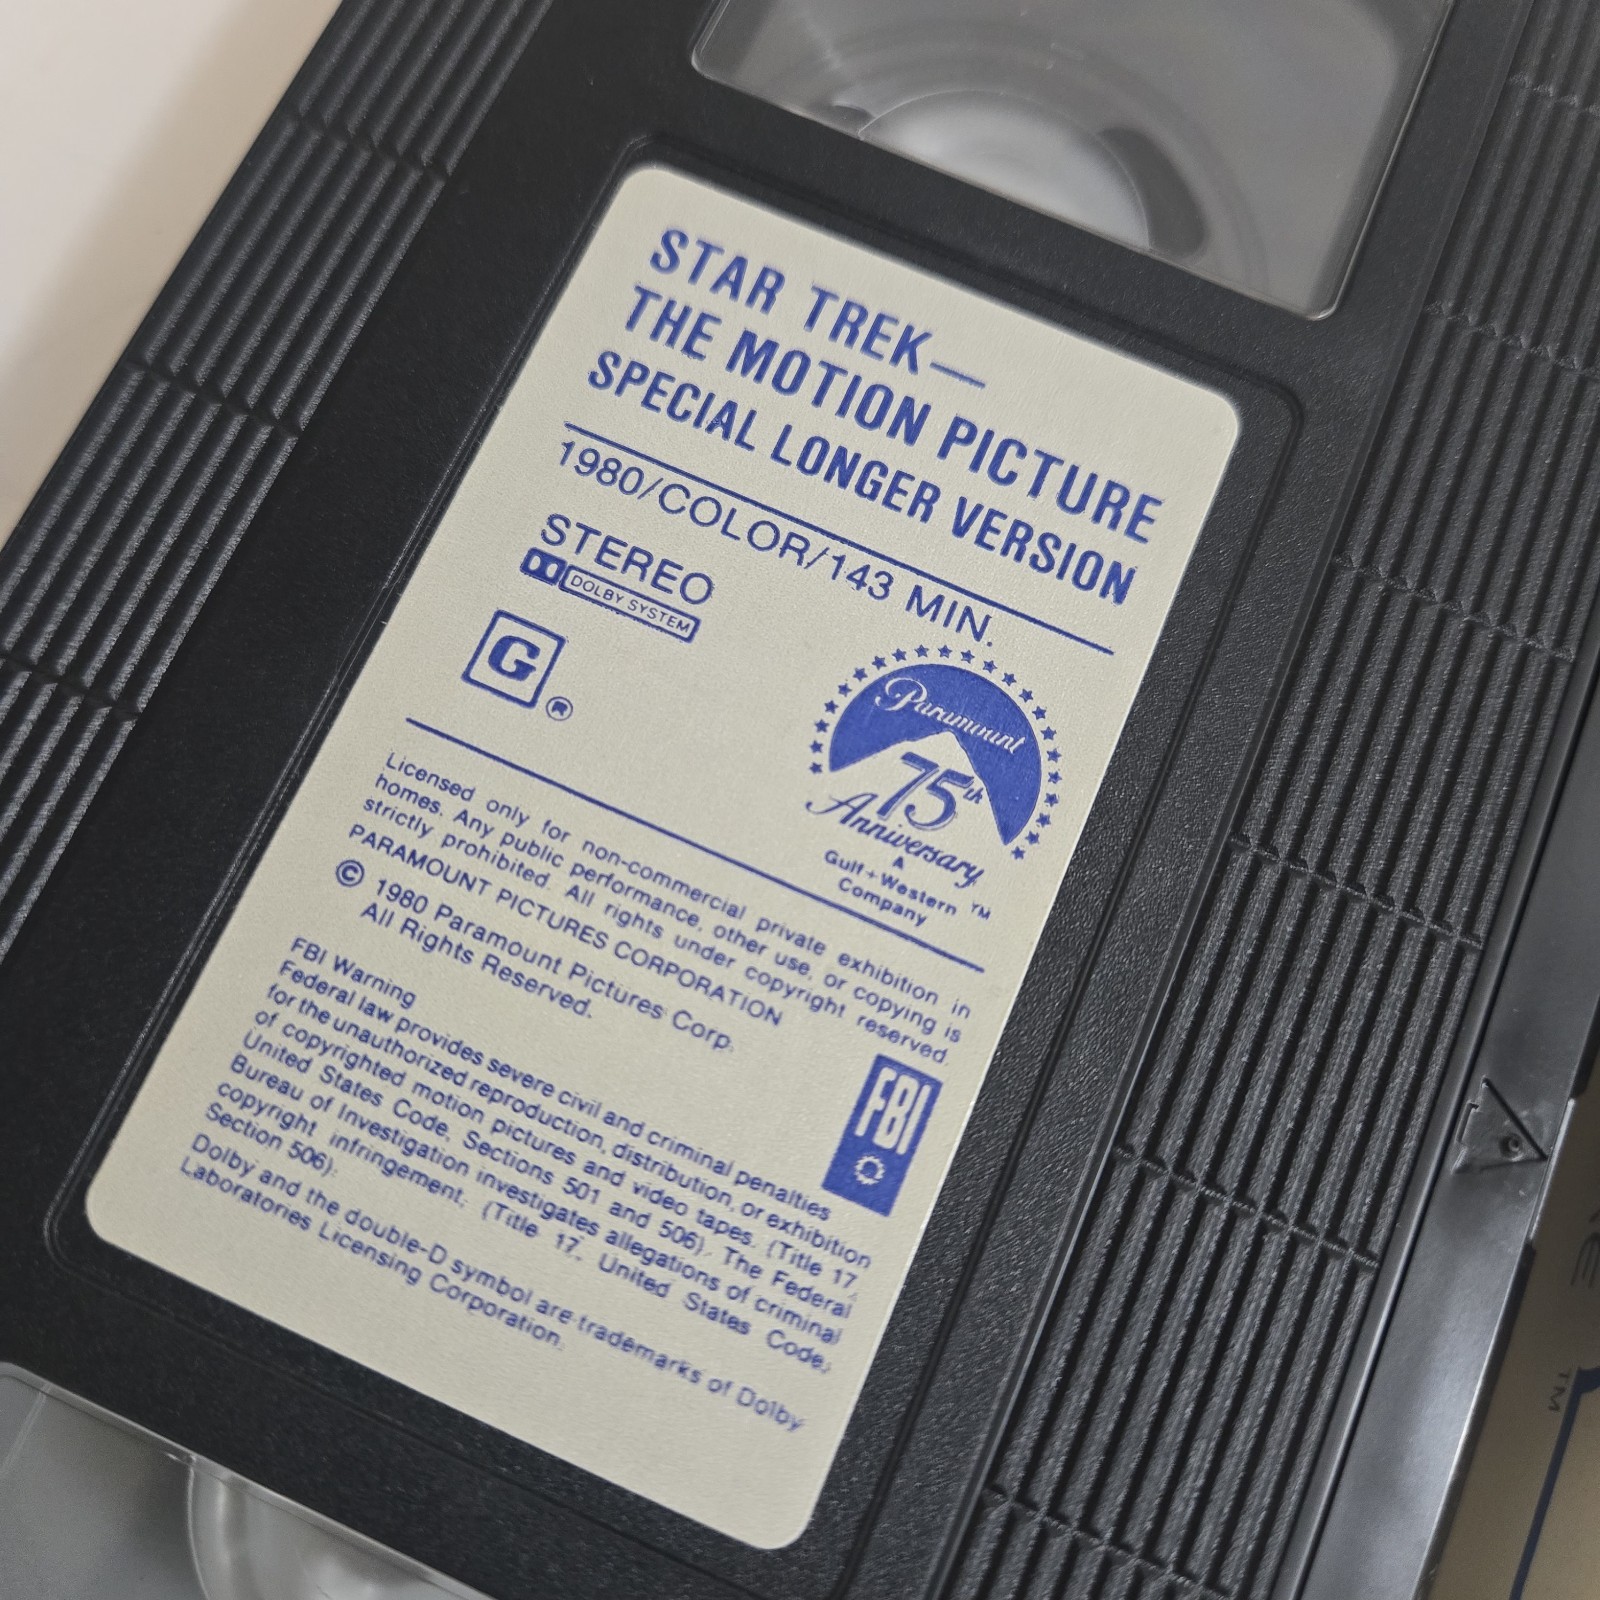 STAR TREK—
THE MOTION PICTURE
SPECIAL LONGER VERSION
1980/COLOR/143 MIN.
STEREO
DOLBY SYSTEM
G
®
Paramount
75th
Anniversary
A
Gulf+Western
Company
TM
Licensed only for non-commercial private exhibition in
homes. Any public performance, other use, or copying is
strictly prohibited. All rights under copyright reserved.
PARAMOUNT PICTURES CORPORATION
© 1980 Paramount Pictures Corp.
All Rights Reserved.
FBI
FBI Warning
Federal law provides severe civil and criminal penalties
for the unauthorized reproduction, distribution, or exhibition
of copyrighted motion pictures and video tapes. (Title 17,
United States Code, Sections 501 and 506). The Federal
Bureau of Investigation investigates allegations of criminal
copyright infringement. (Title 17, United States Code,
Section 506).
Dolby and the double-D symbol are trademarks of Dolby
Laboratories Licensing Corporation.
TM